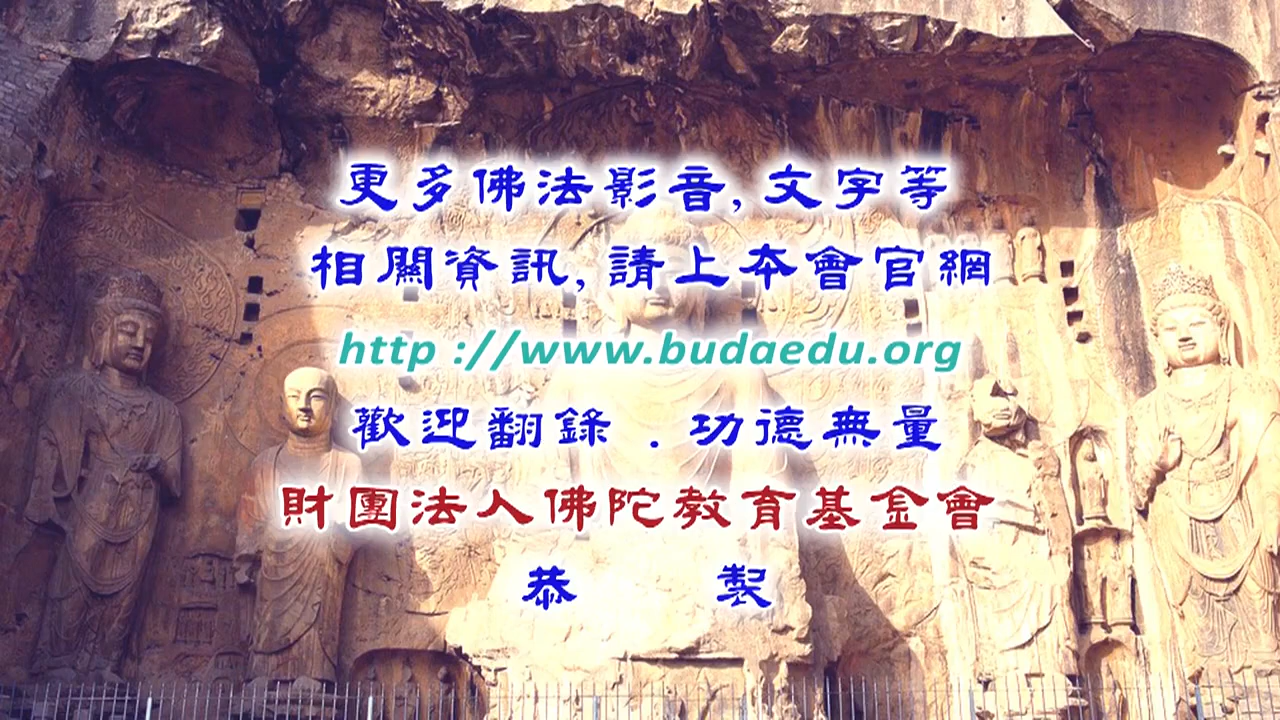 更多佛法影音,文字等
相關資訊,請上本會官網
http ://www.budaedu.org
歡迎翻錄 . 功德無量
財團法人佛陀教育基金會
恭 製